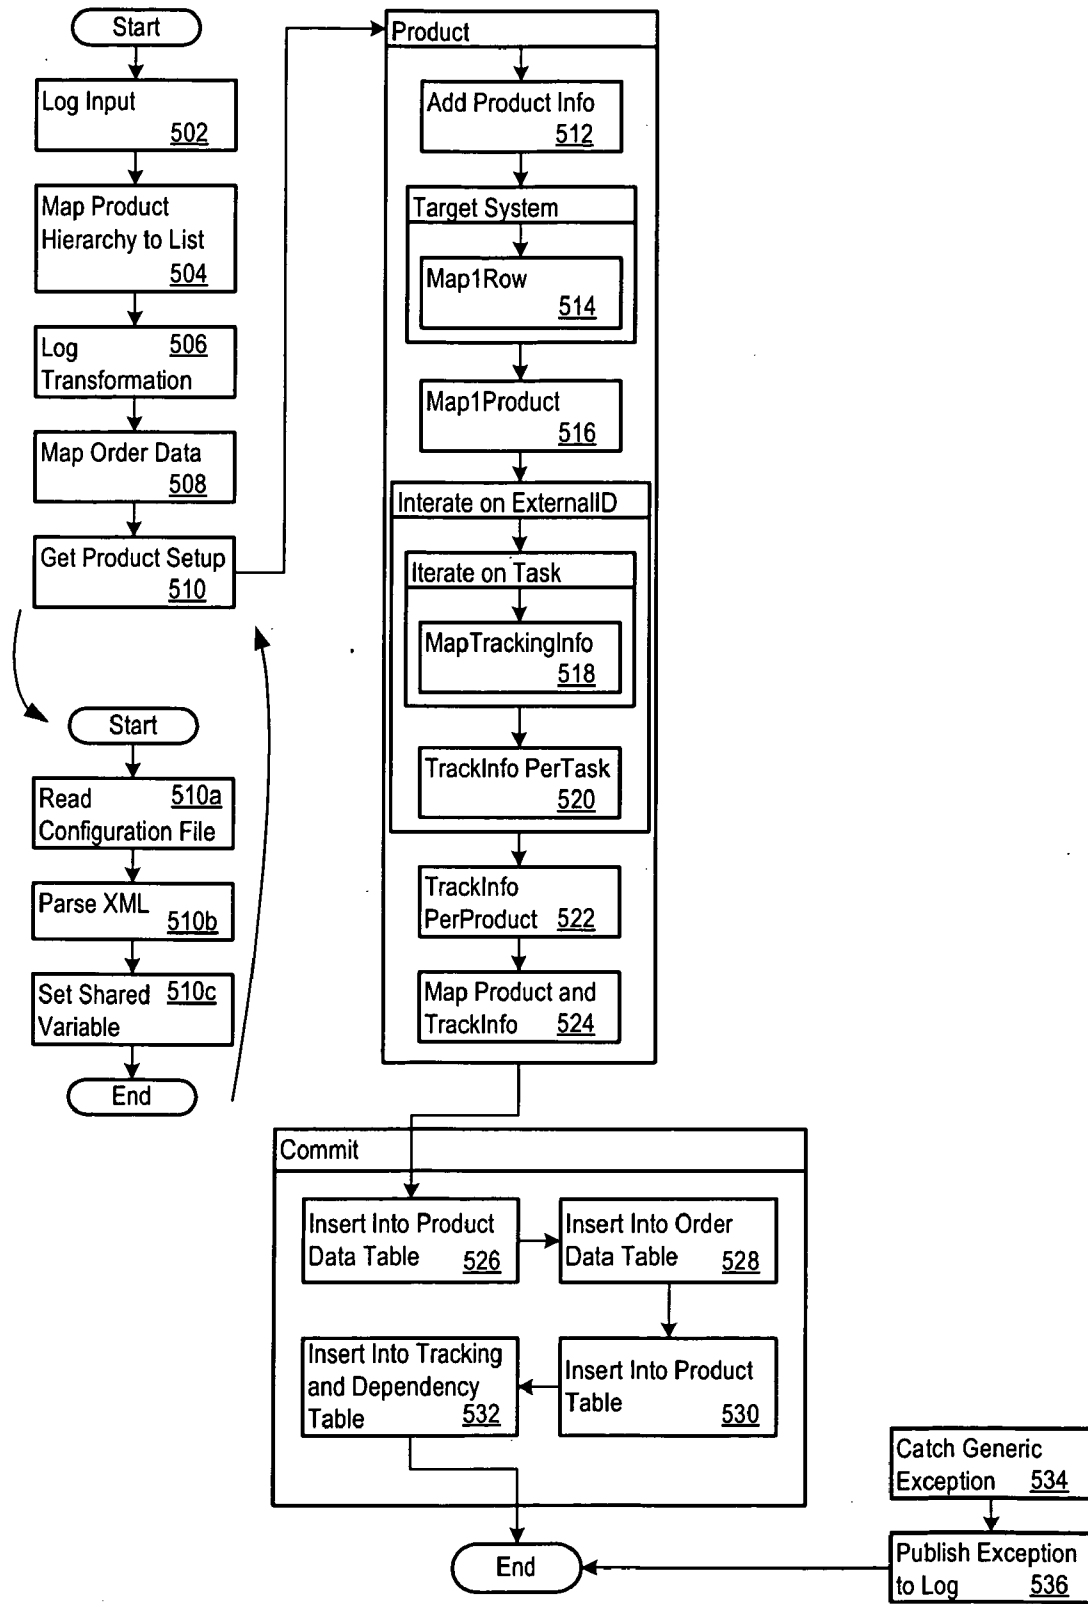 Start
Log Input
502
Map Product
Hierarchy to List
504
Log 506
Transformation
Map Order Data
508
Get Product Setup
510
Start
Read 510a
Configuration File
Parse XML
510b
Set Shared 510c
Variable
End
Product
Add Product Info
512
Target System
Map1Row
514
Map1Product
516
Interate on ExternalID
Iterate on Task
MapTrackingInfo
518
TrackInfo PerTask
520
TrackInfo
PerProduct 522
Map Product and
TrackInfo 524
Commit
Insert Into Product
Data Table 526
Insert Into Order
Data Table 528
Insert Into Tracking
and Dependency
Table 532
Insert Into Product
Table 530
Catch Generic
Exception 534
Publish Exception
to Log 536
End